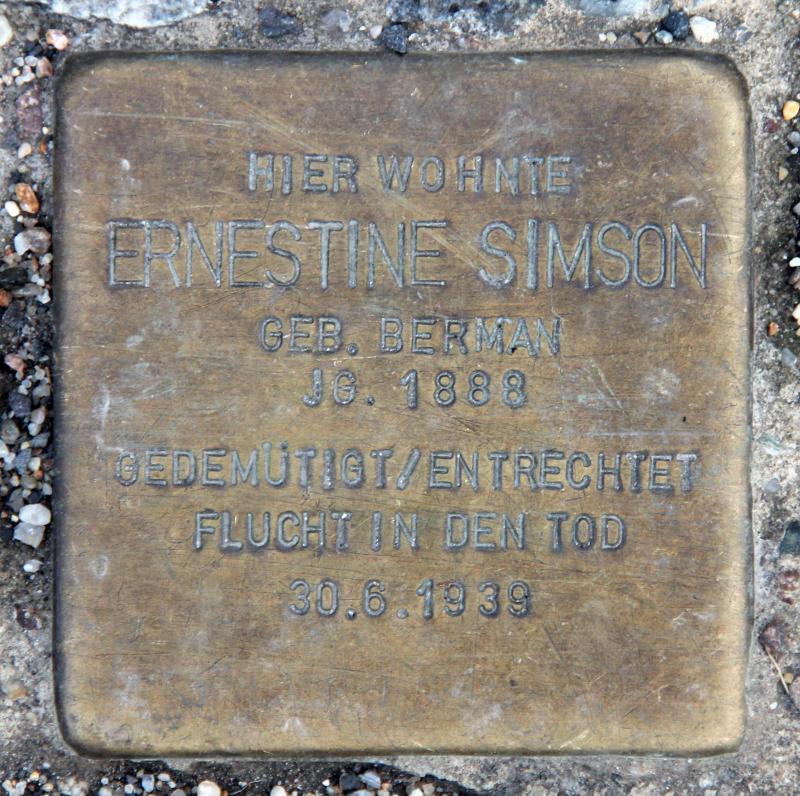 HIER WOHNTE
ERNESTINE SIMSON
GEB. BERMAN
JG. 1888
GEDEMÜTIGT/ENTRECHTET
FLUCHT IN DEN TOD
30.6.1939